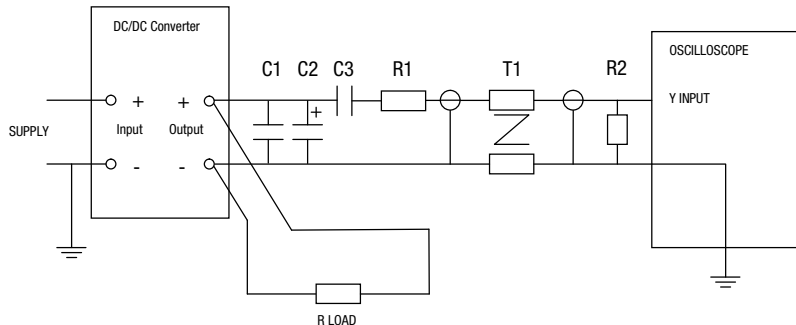 DC/DC Converter
OSCILLOSCOPE
C1 C2 C3 R1 T1 R2
+ + + Y INPUT
SUPPLY Input Output
- -
R LOAD